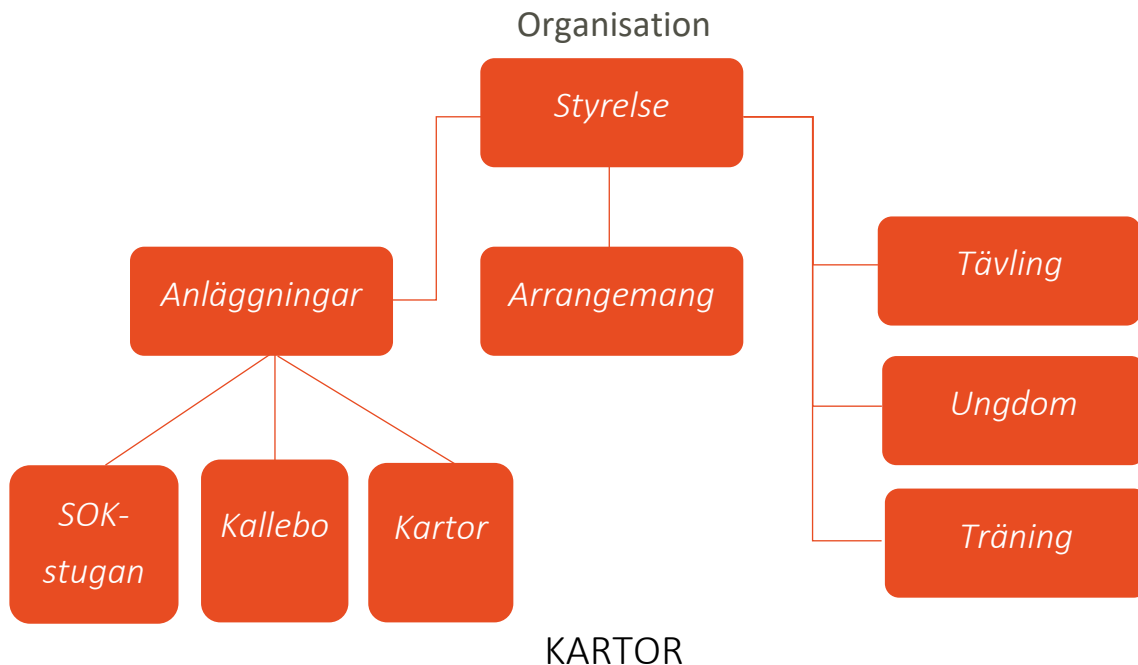 Organisation
Styrelse
Anläggningar
Arrangemang
Tävling
Ungdom
Träning
SOK-
stugan
Kallebo
Kartor
KARTOR